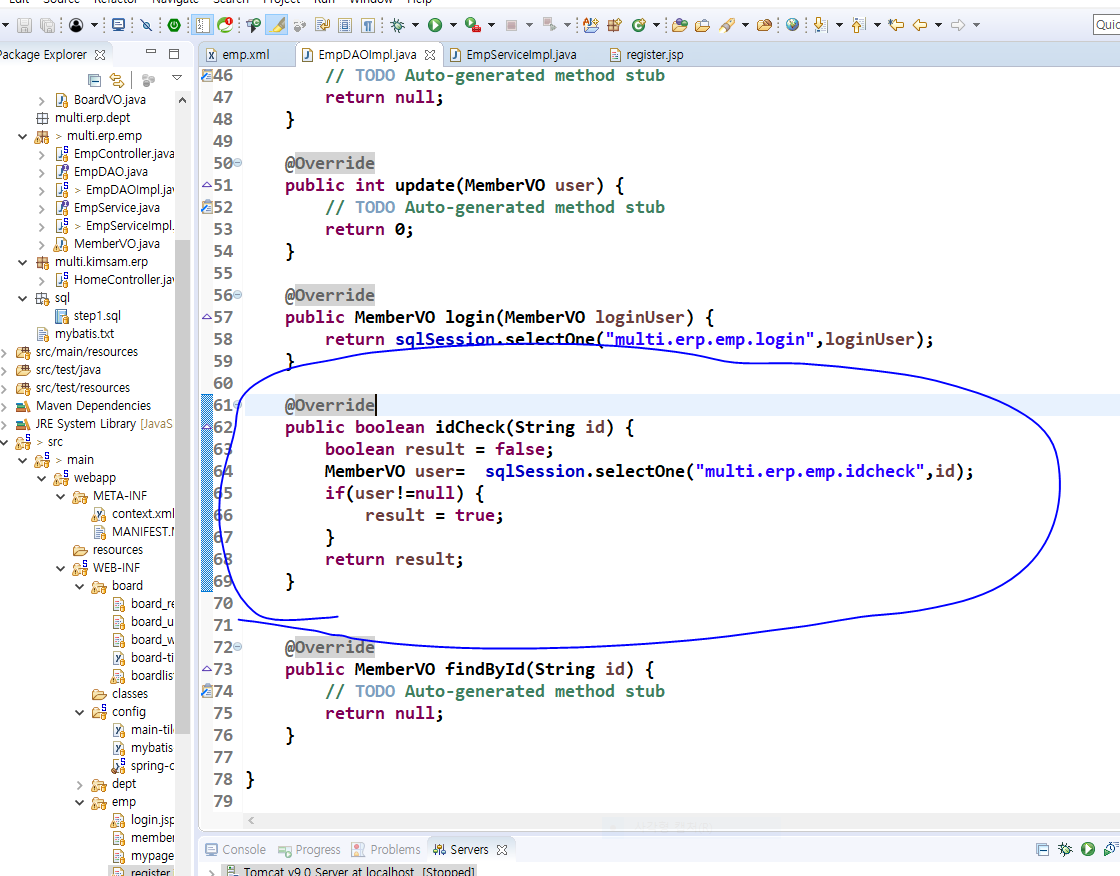 Edit Source Refactor Navigate Search Project Run Window Help
Quic
Package Explorer
emp.xml
EmpDAOImpl.java
EmpServiceImpl.java
register.jsp
BoardVO.java
multi.erp.dept
> multi.erp.emp
EmpController.java
EmpDAO.java
> EmpDAOImpl.jav
EmpService.java
> EmpServiceImpl.
MemberVO.java
multi.kimsam.erp
HomeController.jav
sql
step1.sql
mybatis.txt
src/main/resources
src/test/java
src/test/resources
Maven Dependencies
JRE System Library [JavaS
> src
> main
webapp
META-INF
context.xml
MANIFEST.M
resources
WEB-INF
board
board_re
board_u
board_w
board-ti
boardlis
classes
config
main-til
mybatis
spring-c
dept
emp
login.jsp
member
mypage
register
46 // TODO Auto-generated method stub
47 return null;
48 }
49
50 @Override
51 public int update(MemberVO user) {
52 // TODO Auto-generated method stub
53 return 0;
54 }
55
56 @Override
57 public MemberVO login(MemberVO loginUser) {
58 return sqlSession.selectOne("multi.erp.emp.login",loginUser);
59 }
60
61 @Override
62 public boolean idCheck(String id) {
63 boolean result = false;
64 MemberVO user=  sqlSession.selectOne("multi.erp.emp.idcheck",id);
65 if(user!=null) {
66 result = true;
67 }
68 return result;
69 }
70
71
72 @Override
73 public MemberVO findById(String id) {
74 // TODO Auto-generated method stub
75 return null;
76 }
77
78 }
79
Console
Progress
Problems
Servers
Tomcat v9.0 Server at localhost [Stopped]